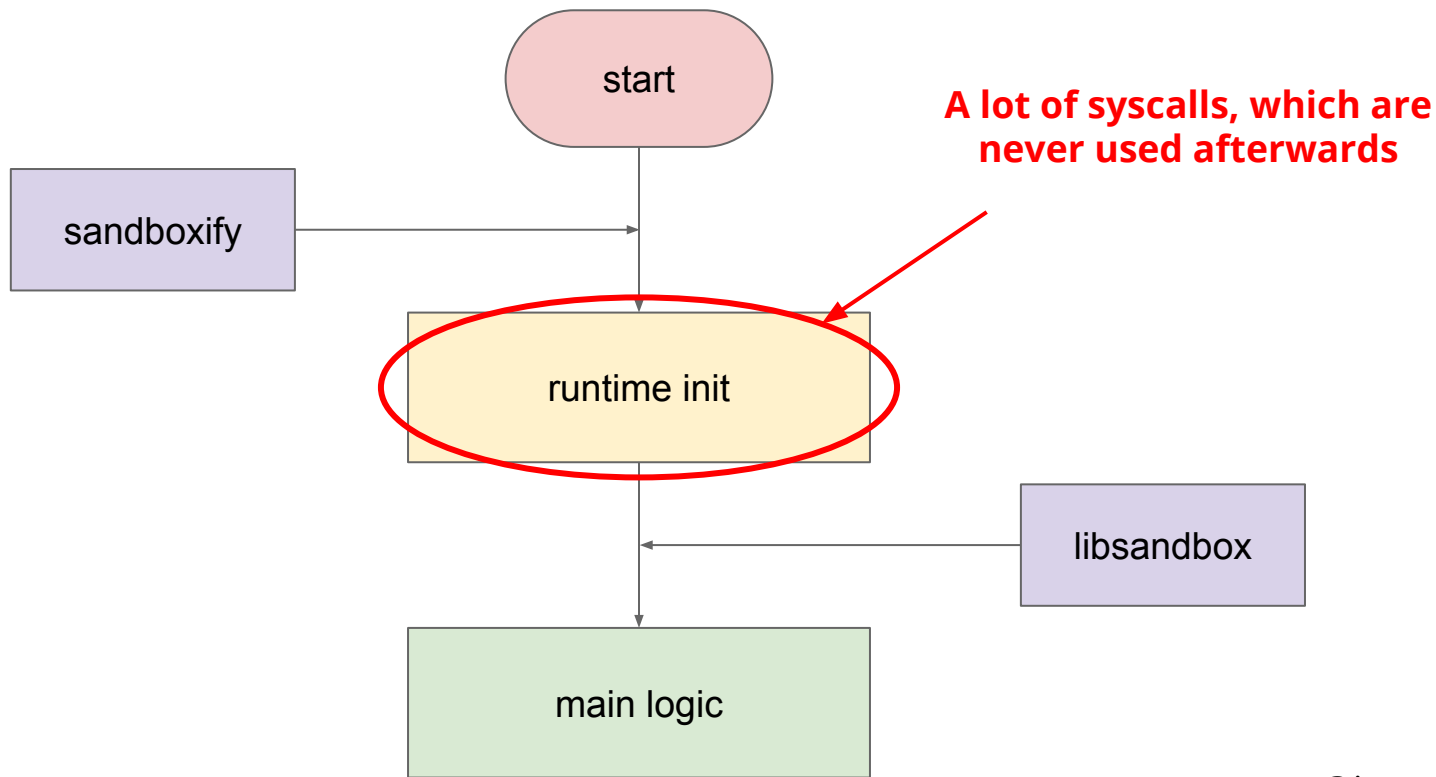 start
A lot of syscalls, which are
never used afterwards
sandboxify
runtime init
libsandbox
main logic